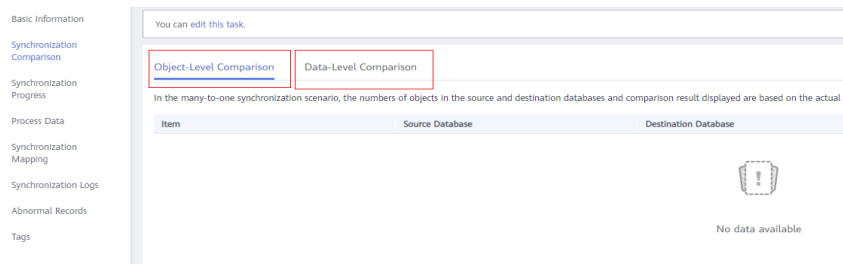 Basic Information
Synchronization
Comparison
Synchronization
Progress
Process Data
Synchronization
Mapping
Synchronization Logs
Abnormal Records
Tags
You can edit this task.
Object-Level Comparison Data-Level Comparison
In the many-to-one synchronization scenario, the numbers of objects in the source and destination databases and comparison result displayed are based on the actual
Item Source Database Destination Database
No data available